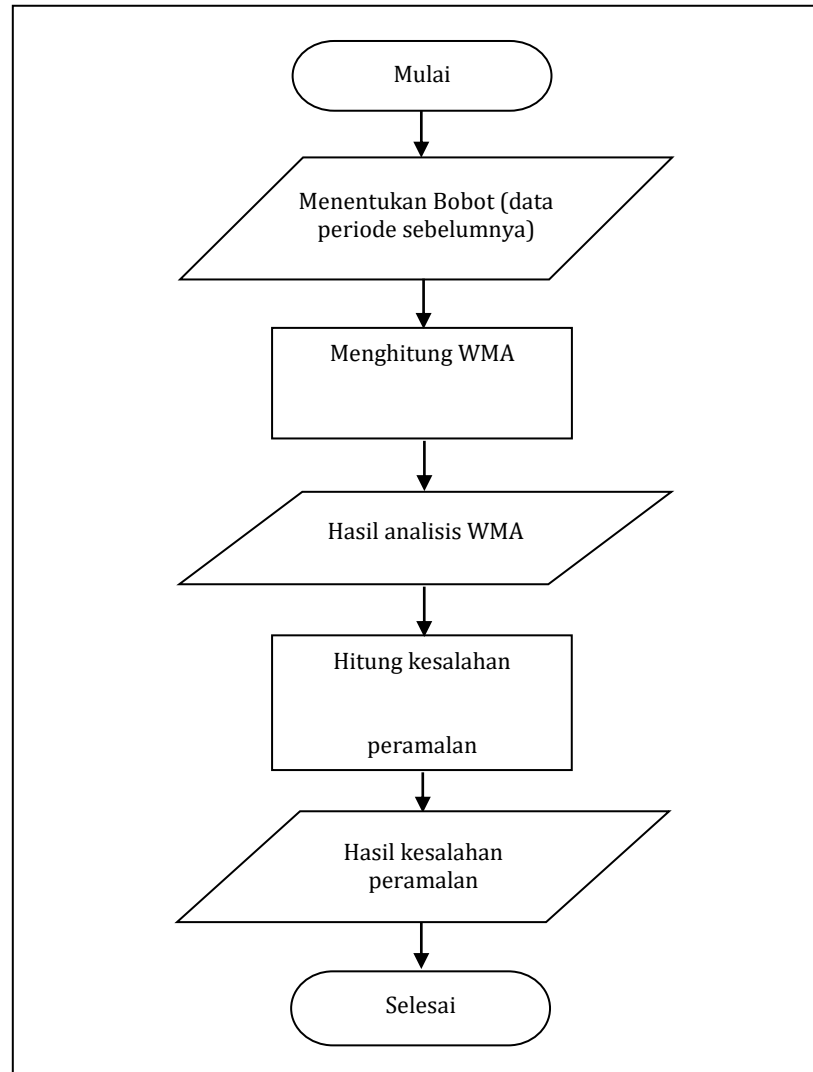 Mulai
Menentukan Bobot (data
periode sebelumnya)
Menghitung WMA
Hasil analisis WMA
Hitung kesalahan
peramalan
Hasil kesalahan
peramalan
Selesai